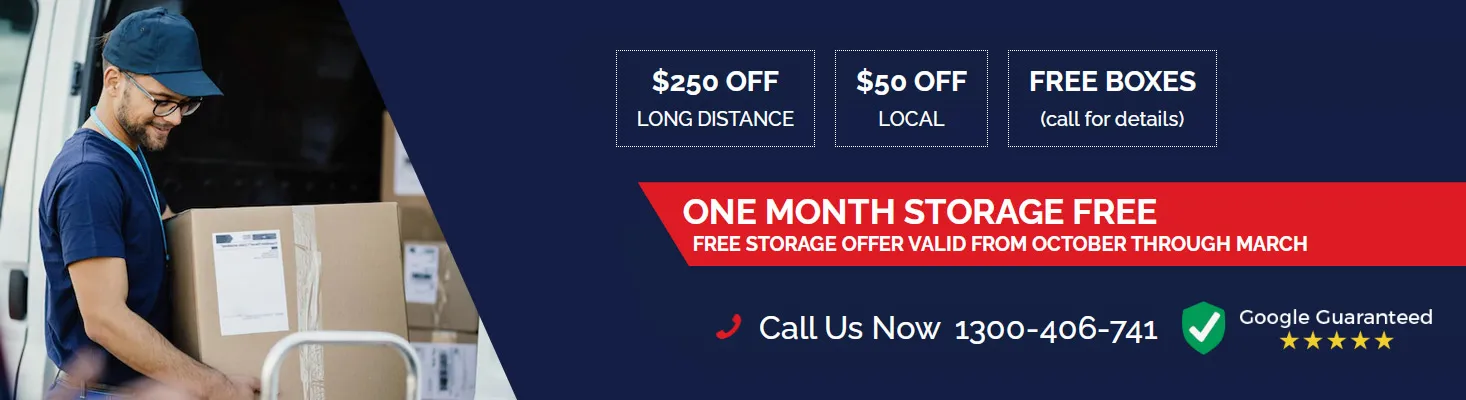 $250 OFF
LONG DISTANCE
$50 OFF
LOCAL
FREE BOXES
(call for details)
ONE MONTH STORAGE FREE
FREE STORAGE OFFER VALID FROM OCTOBER THROUGH MARCH
Call Us Now 1300-406-741
Google Guaranteed